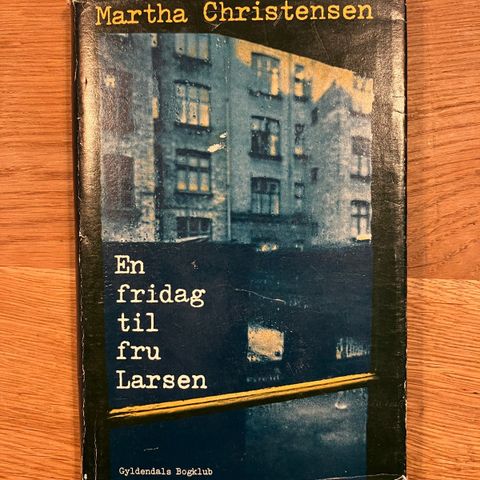 Martha Christensen
En
fridag
til
fru
Larsen
Gyldendals Bogklub